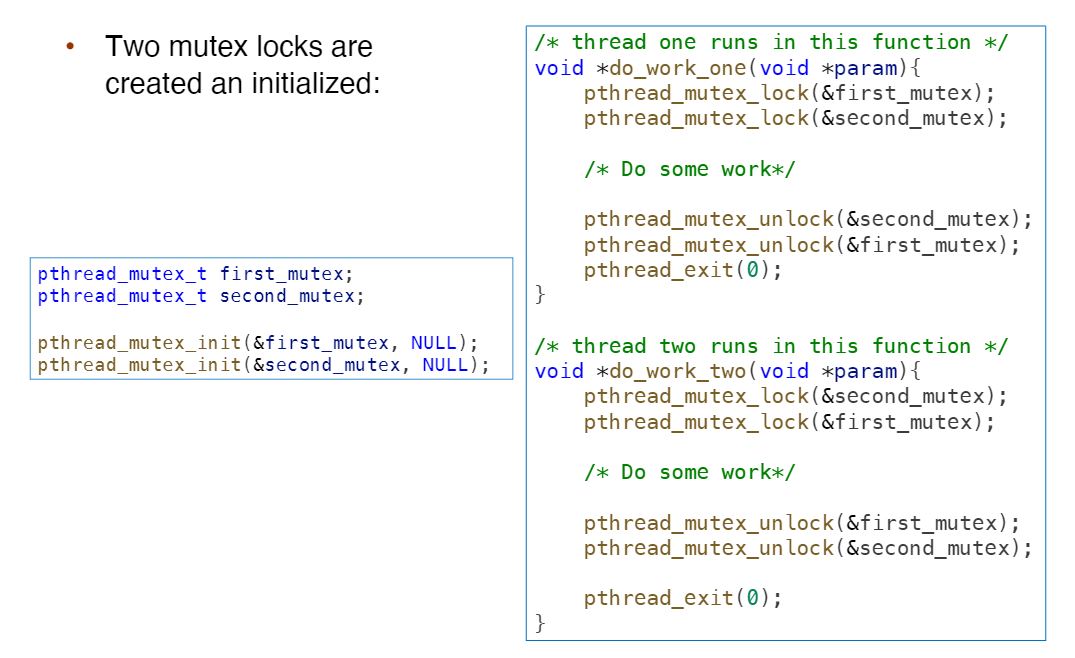 • Two mutex locks are
created an initialized:
pthread_mutex_t first_mutex;
pthread_mutex_t second_mutex;
pthread_mutex_init(&first_mutex, NULL);
pthread_mutex_init(&second_mutex, NULL);
/* thread one runs in this function */
void *do_work_one(void *param){
    pthread_mutex_lock(&first_mutex);
    pthread_mutex_lock(&second_mutex);
    /* Do some work*/
    pthread_mutex_unlock(&second_mutex);
    pthread_mutex_unlock(&first_mutex);
    pthread_exit(0);
}
/* thread two runs in this function */
void *do_work_two(void *param){
    pthread_mutex_lock(&second_mutex);
    pthread_mutex_lock(&first_mutex);
    /* Do some work*/
    pthread_mutex_unlock(&first_mutex);
    pthread_mutex_unlock(&second_mutex);
    pthread_exit(0);
}